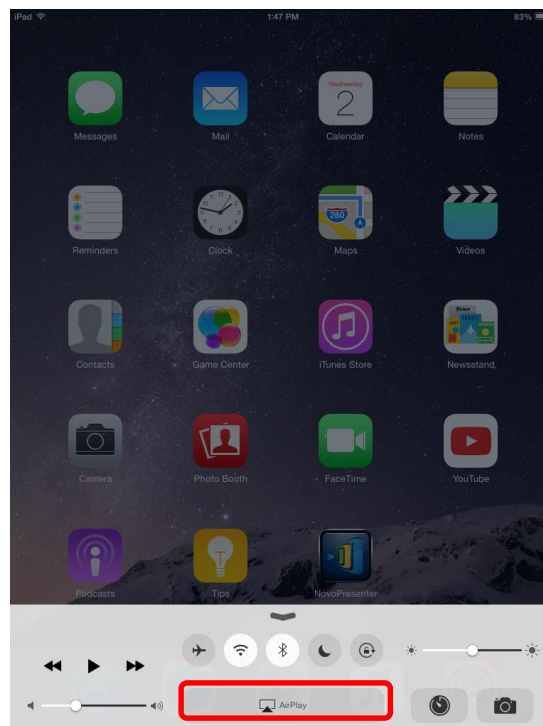 iPad 1:47 PM 83%
Wednesday
2
Messages Mail Calendar Notes
280
Reminders Clock Maps Videos
Contacts Game Center iTunes Store Newsstand
Camera Photo Booth FaceTime YouTube
Podcasts Tips NovoPresenter
AirPlay